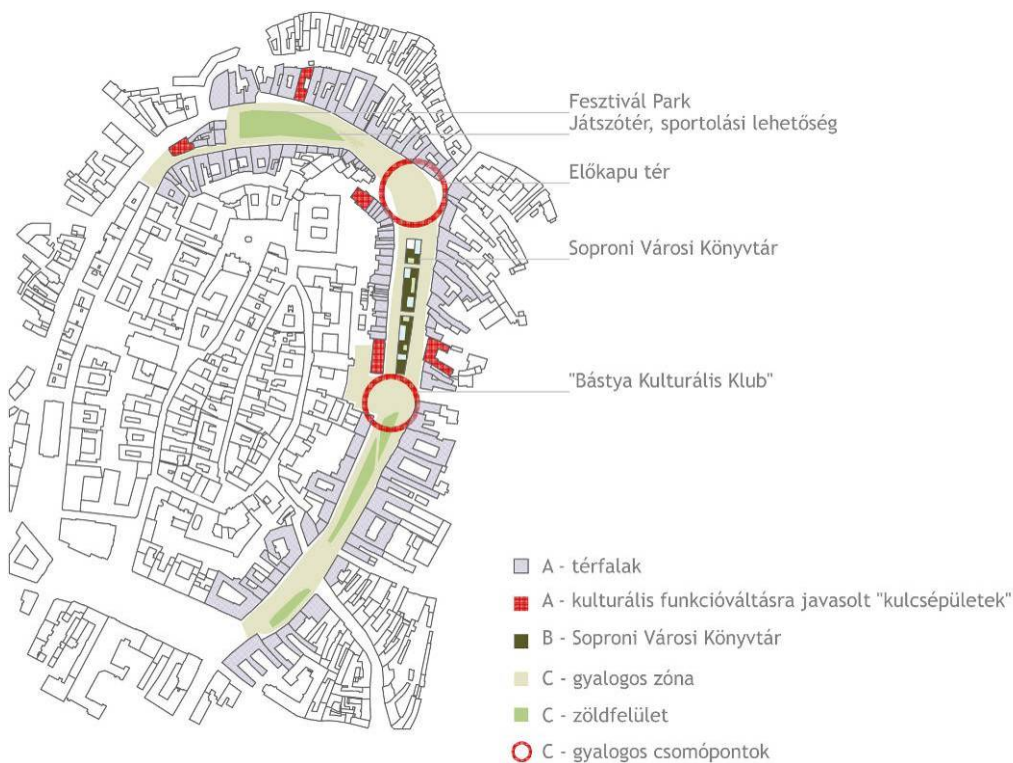 Fesztivál Park
Játszótér, sportolási lehetőség
Előkapu tér
Soproni Városi Könyvtár
"Bástya Kulturális Klub"
A - térfalak
A - kulturális funkcióváltásra javasolt "kulcsépületek"
B - Soproni Városi Könyvtár
C - gyalogos zóna
C - zöldfelület
C - gyalogos csomópontok